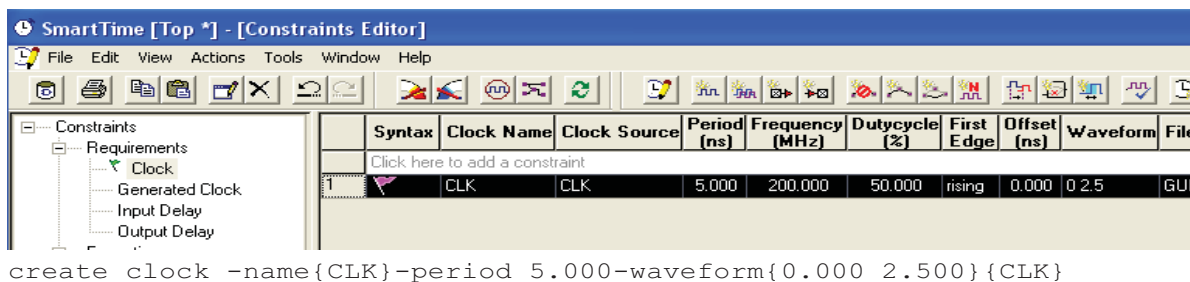 SmartTime [Top *] - [Constraints Editor]
File Edit View Actions Tools Window Help
Constraints
Requirements
Clock
Generated Clock
Input Delay
Output Delay
Syntax Clock Name Clock Source Period (ns) Frequency (MHz) Dutycycle (%) First Edge Offset (ns) Waveform
Click here to add a constraint
1 CLK CLK 5.000 200.000 50.000 rising 0.000 0 2.5
create clock -name{CLK}-period 5.000-waveform{0.000 2.500}{CLK}